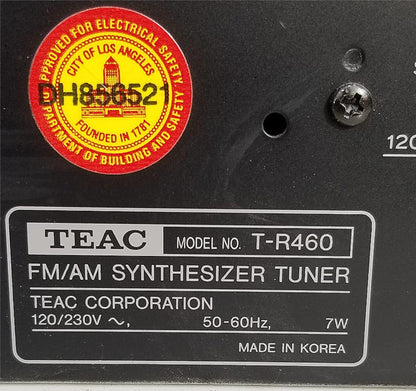 APPROVED FOR ELECTRICAL SAFETY
CITY OF LOS ANGELES
DH856521
FOUNDED IN 1781
DEPARTMENT OF BUILDING AND SAFETY
120
TEAC MODEL NO. T-R460
FM/AM SYNTHESIZER TUNER
TEAC CORPORATION
120/230V ~, 50-60Hz, 7W
MADE IN KOREA